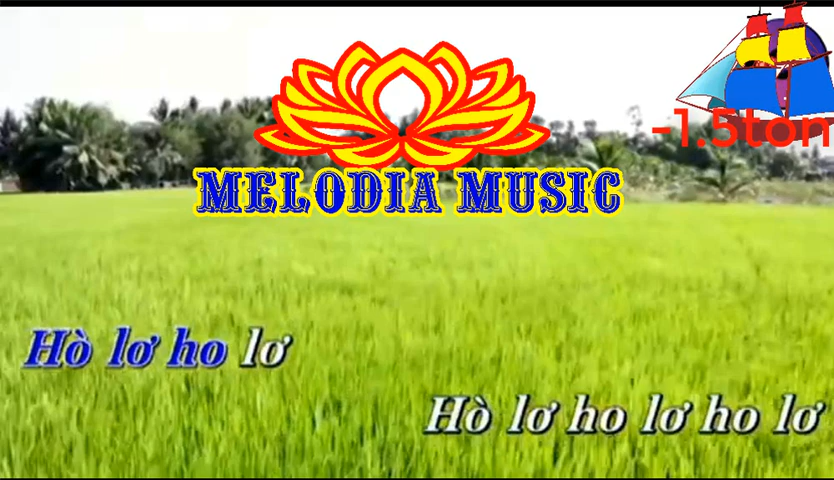 -1.5ton
MELODIA MUSIC
Hò lơ ho lơ
Hò lơ ho lơ ho lơ